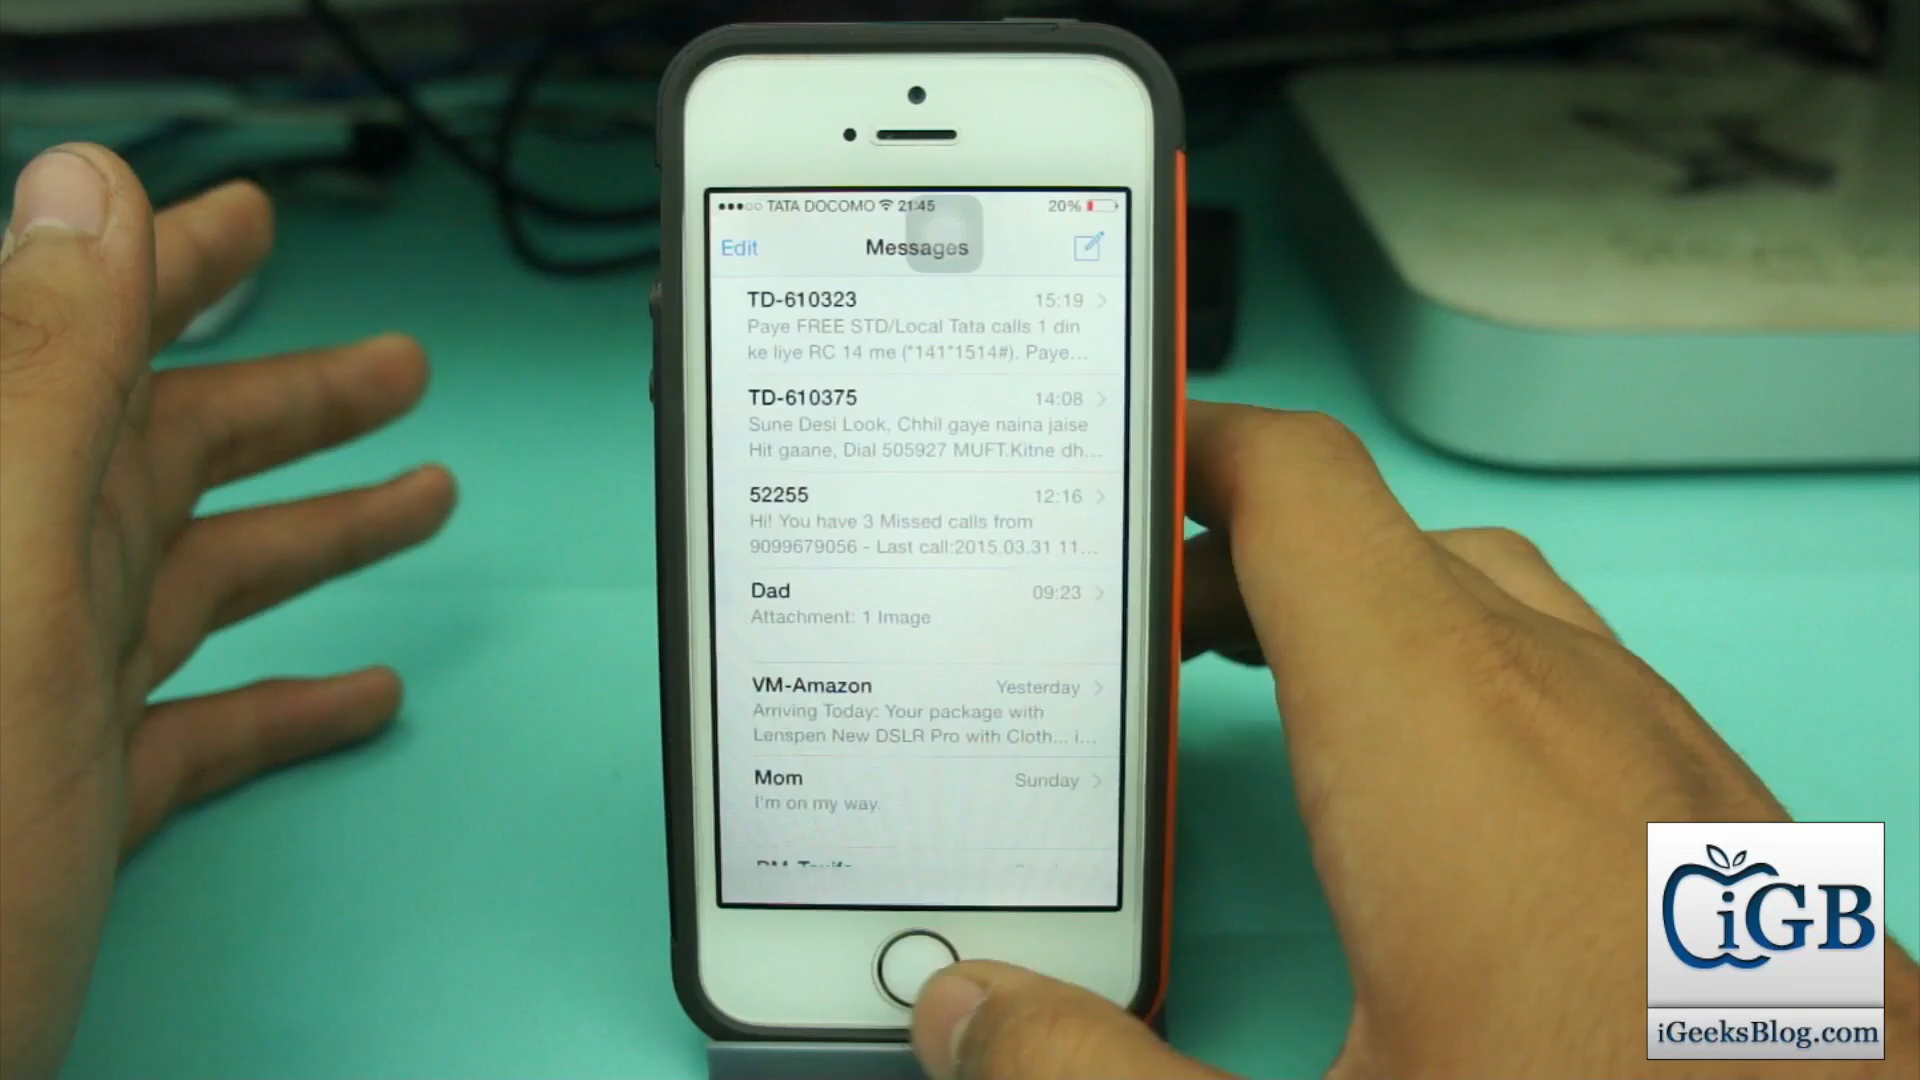 TATA DOCOMO 21:45 20%
Edit Messages
TD-610323 15:19
Paye FREE STD/Local Tata calls 1 din
ke liye RC 14 me (*141*1514#). Paye...
TD-610375 14:08
Sune Desi Look, Chhil gaye naina jaise
Hit gaane, Dial 505927 MUFT.Kitne dh...
52255 12:16
Hi! You have 3 Missed calls from
9099679056 - Last call:2015.03.31 11...
Dad 09:23
Attachment: 1 Image
VM-Amazon Yesterday
Arriving Today: Your package with
Lenspen New DSLR Pro with Cloth... i...
Mom Sunday
I'm on my way.
iGB
iGeeksBlog.com